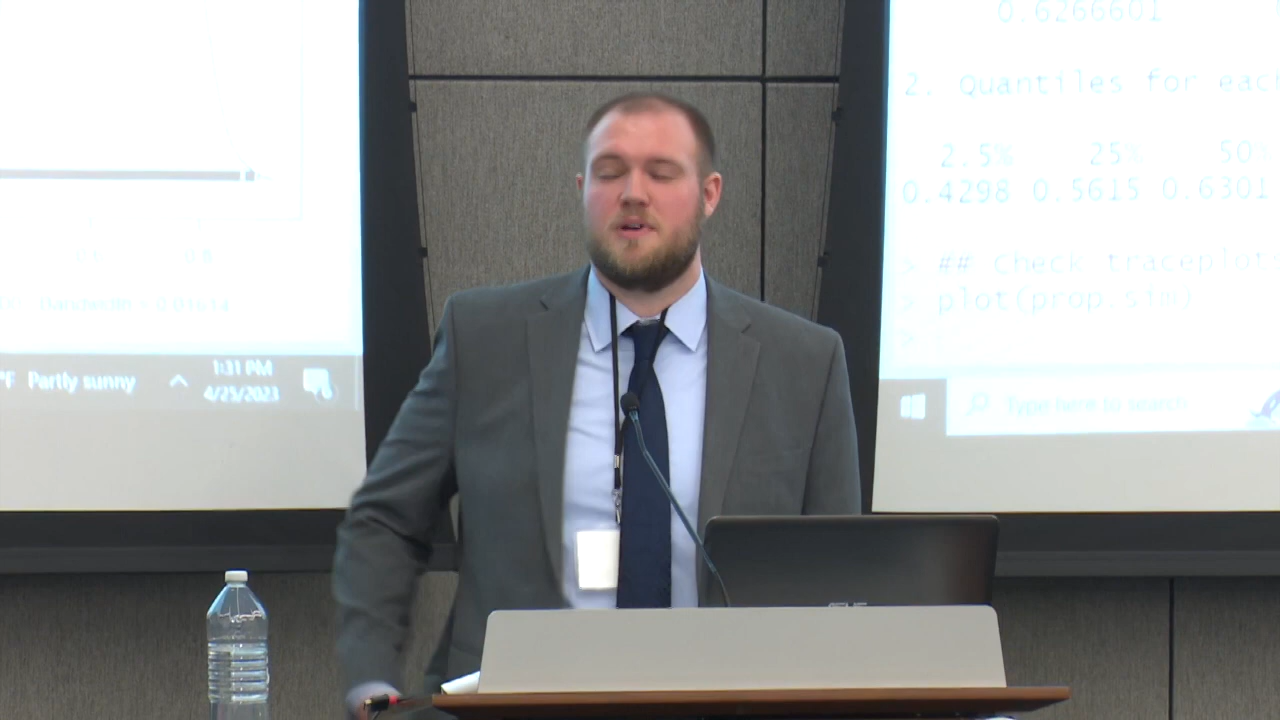 °F Partly sunny
1:31 PM
4/25/2023
0.6266601
2. Quantiles for eac
2.5% 25% 50%
0.4298 0.5615 0.6301
> ## Check traceplots
> plot(prop.sim)
>
Type here to search